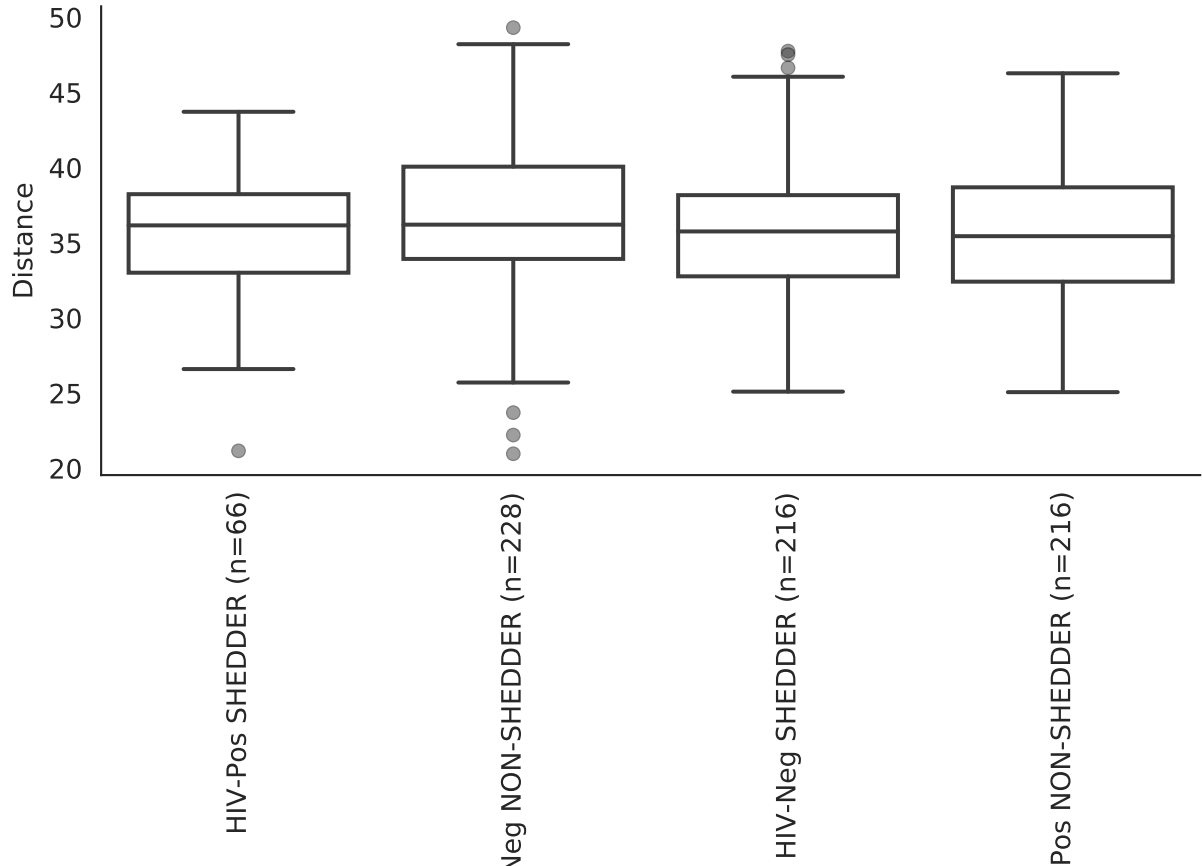 50
45
40
35
30
25
20
Distance
HIV-Pos SHEDDER (n=66)
Neg NON-SHEDDER (n=228)
HIV-Neg SHEDDER (n=216)
Pos NON-SHEDDER (n=216)